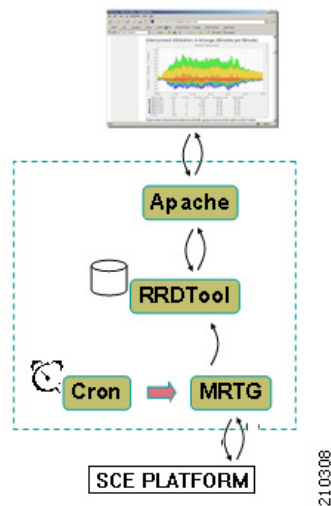 Apache
RRDTool
Cron
MRTG
SCE PLATFORM
210308